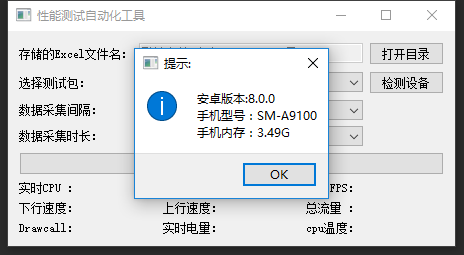 性能测试自动化工具
存储的Excel文件名:
打开目录
提示:
选择测试包:
检测设备
安卓版本:8.0.0
手机型号：SM-A9100
手机内存：3.49G
数据采集间隔:
数据采集时长:
OK
实时CPU :
FPS:
下行速度:
上行速度:
总流量 :
Drawcall:
实时电量:
cpu温度: